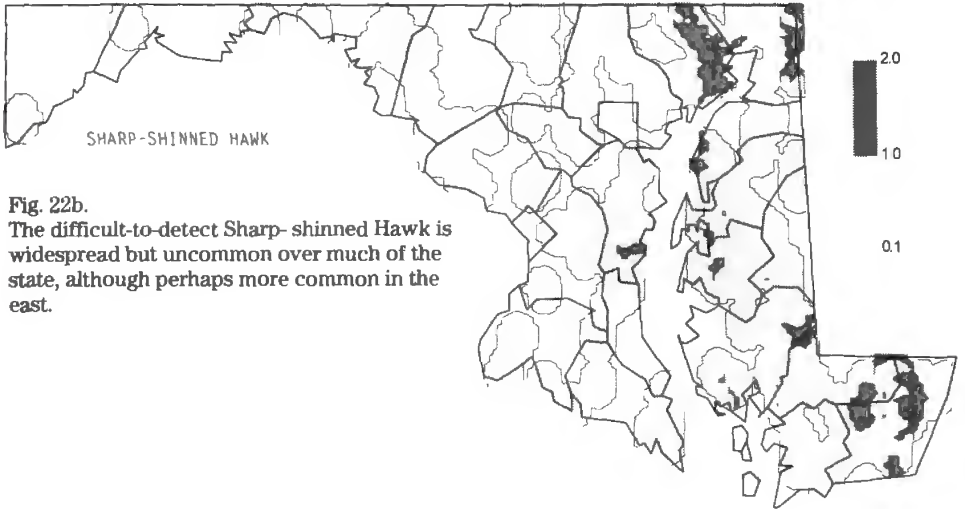 2.0
SHARP-SHINNED HAWK
1.0
Fig. 22b.
The difficult-to-detect Sharp- shinned Hawk is
widespread but uncommon over much of the
state, although perhaps more common in the
east.
0.1